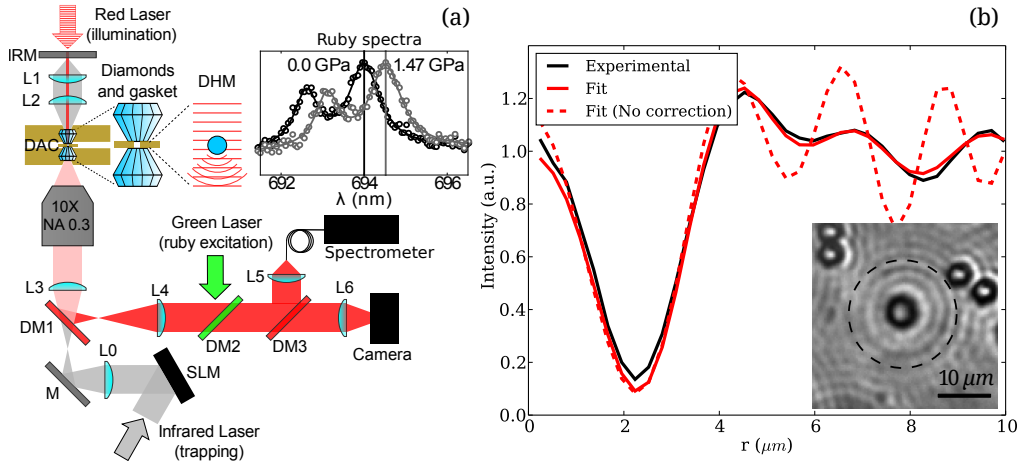 (a)
Red Laser
(illumination)
IRM
L1
L2
Diamonds
and gasket
DHM
DAC
Ruby spectra
0.0 GPa
1.47 GPa
692
694
696
λ (nm)
10X
NA 0.3
Green Laser
(ruby excitation)
Spectrometer
L3
L4
L5
L6
DM1
DM2
DM3
Camera
L0
SLM
M
Infrared Laser
(trapping)
(b)
Experimental
Fit
Fit (No correction)
Intensity (a.u.)
1.2
1.0
0.8
0.6
0.4
0.2
0.0
0
2
4
6
8
10
r (μm)
10 μm